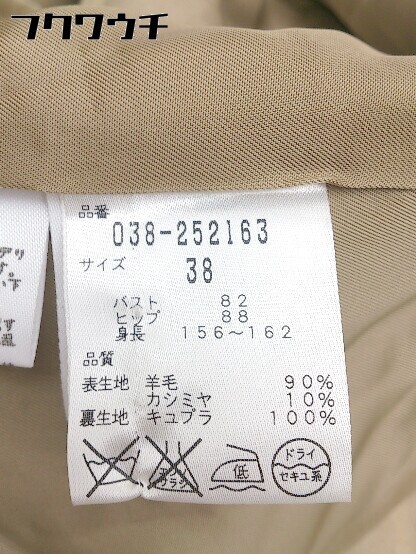 フクワウチ
品番
038-252163
サイズ
38
バスト 82
ヒップ 88
身長 156〜162
品質
表生地 羊毛 90%
カシミヤ 10%
裏生地 キュプラ 100%
低
ドライ
セキユ系